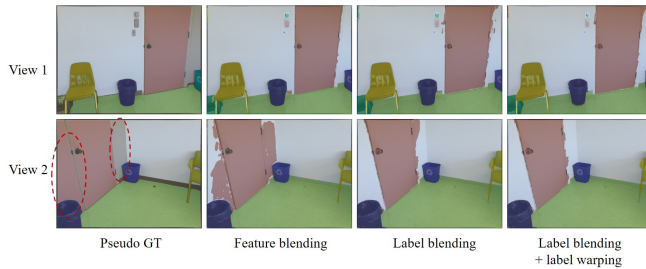 View 1
View 2
Pseudo GT
Feature blending
Label blending
Label blending
+ label warping